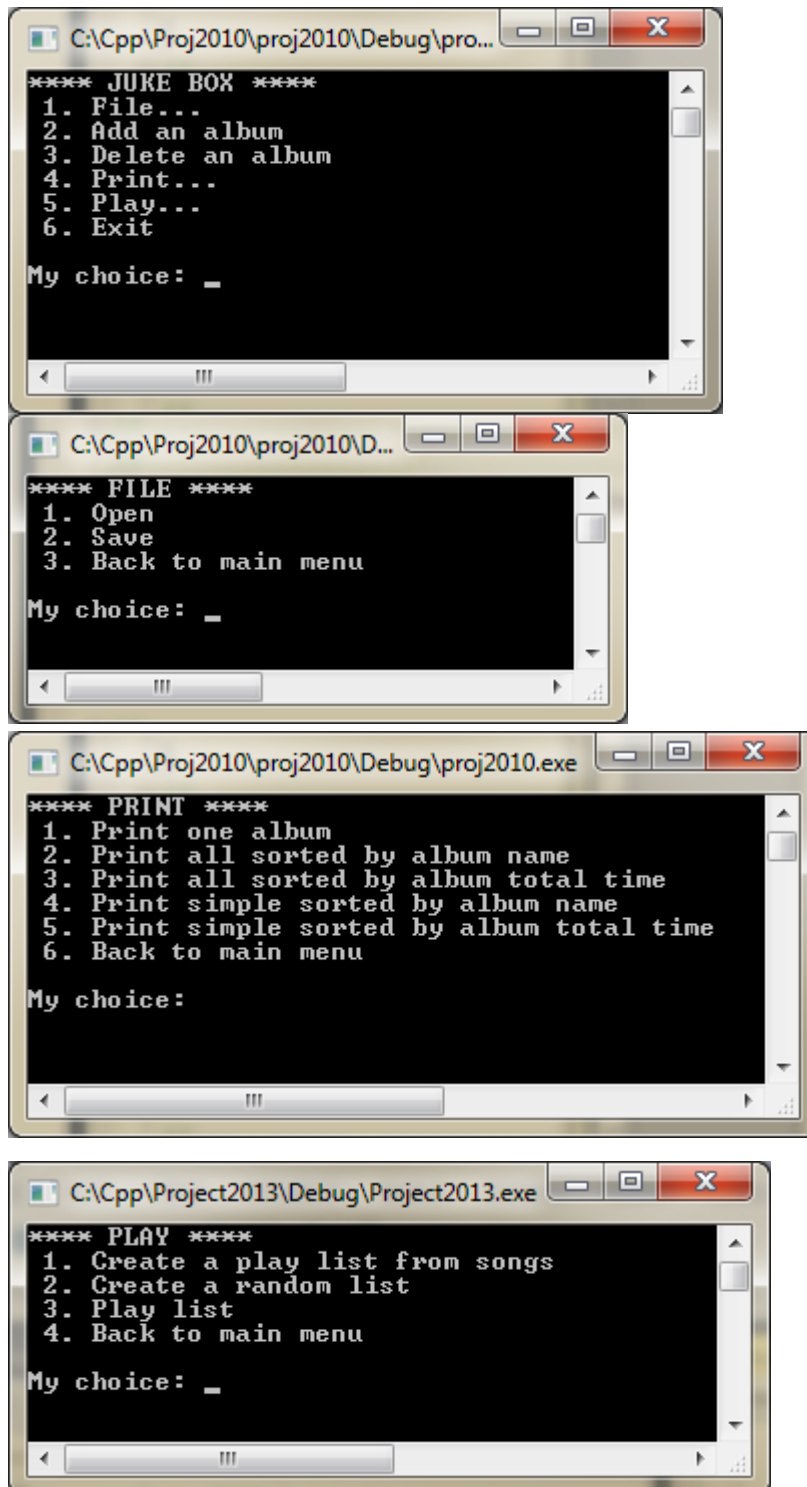 C:\Cpp\Proj2010\proj2010\Debug\pro...
**** JUKE BOX ****
1. File...
2. Add an album
3. Delete an album
4. Print...
5. Play...
6. Exit
My choice: _
C:\Cpp\Proj2010\proj2010\D...
**** FILE ****
1. Open
2. Save
3. Back to main menu
My choice: _
C:\Cpp\Proj2010\proj2010\Debug\proj2010.exe
**** PRINT ****
1. Print one album
2. Print all sorted by album name
3. Print all sorted by album total time
4. Print simple sorted by album name
5. Print simple sorted by album total time
6. Back to main menu
My choice:
C:\Cpp\Project2013\Debug\Project2013.exe
**** PLAY ****
1. Create a play list from songs
2. Create a random list
3. Play list
4. Back to main menu
My choice: _